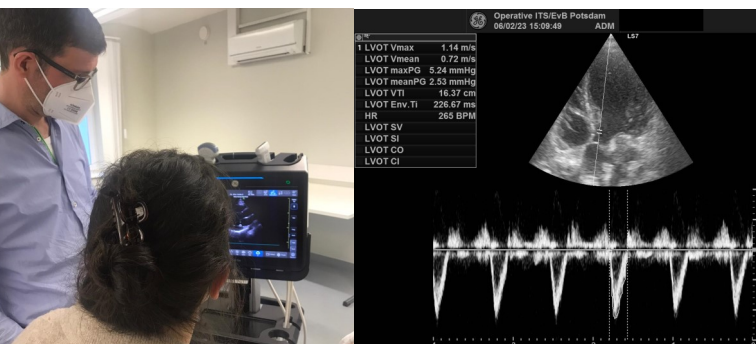 Operative ITS/EvB Potsdam
06/02/23 15:09:49 ADM
L57
1 LVOT Vmax 1.14 m/s
LVOT Vmean 0.72 m/s
LVOT maxPG 5.24 mmHg
LVOT meanPG 2.53 mmHg
LVOT VTI 16.37 cm
LVOT Env.Ti 226.67 ms
HR 265 BPM
LVOT SV
LVOT SI
LVOT CO
LVOT CI